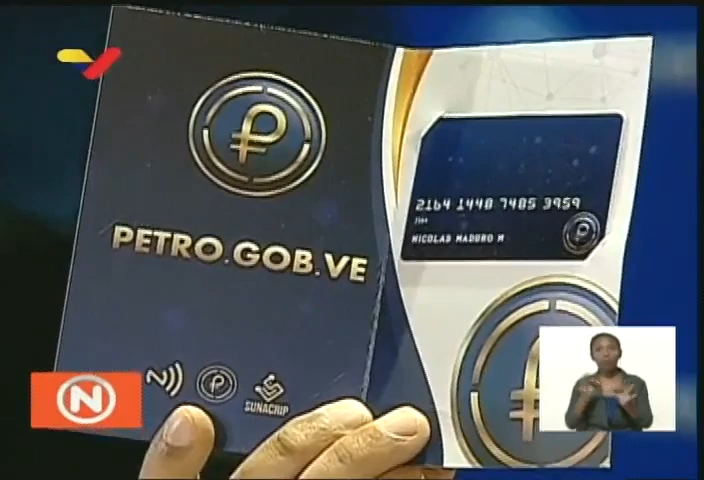 PETRO.GOB.VE
SUNACRIP
2164 1440 7485 3959
NICOLAS MADURO M
N